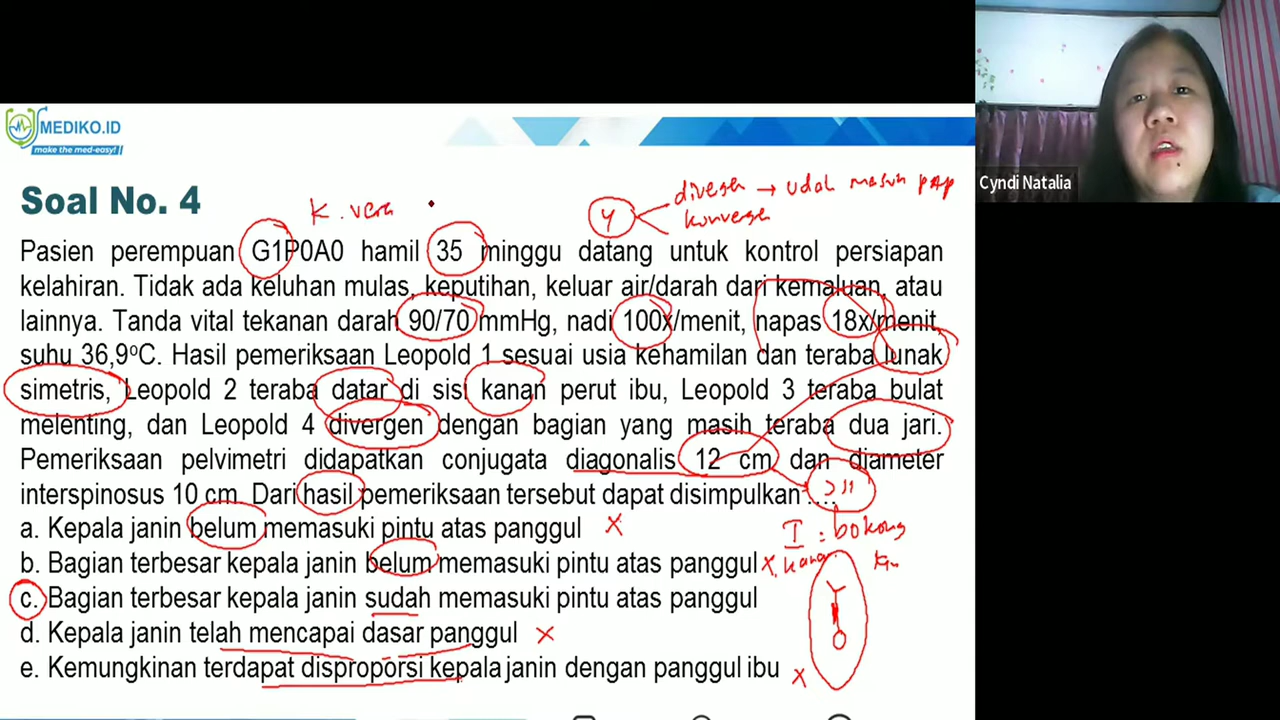 MEDIKO.ID
make the med-easy!
Cyndi Natalia
Soal No. 4
K. vera
4
divergen → udah masuk pap
konvergen
Pasien perempuan G1P0A0 hamil 35 minggu datang untuk kontrol persiapan
kelahiran. Tidak ada keluhan mulas, keputihan, keluar air/darah dari kemaluan, atau
lainnya. Tanda vital tekanan darah 90/70 mmHg, nadi 100x/menit, napas 18x/menit,
suhu 36,9°C. Hasil pemeriksaan Leopold 1 sesuai usia kehamilan dan teraba lunak
simetris, Leopold 2 teraba datar di sisi kanan perut ibu, Leopold 3 teraba bulat
melenting, dan Leopold 4 divergen dengan bagian yang masih teraba dua jari.
Pemeriksaan pelvimetri didapatkan conjugata diagonalis 12 cm dan diameter
interspinosus 10 cm. Dari hasil pemeriksaan tersebut dapat disimpulkan ….
a. Kepala janin belum memasuki pintu atas panggul X
I : bokong
b. Bagian terbesar kepala janin belum memasuki pintu atas panggul X
kanan
c. Bagian terbesar kepala janin sudah memasuki pintu atas panggul
d. Kepala janin telah mencapai dasar panggul X
e. Kemungkinan terdapat disproporsi kepala janin dengan panggul ibu X